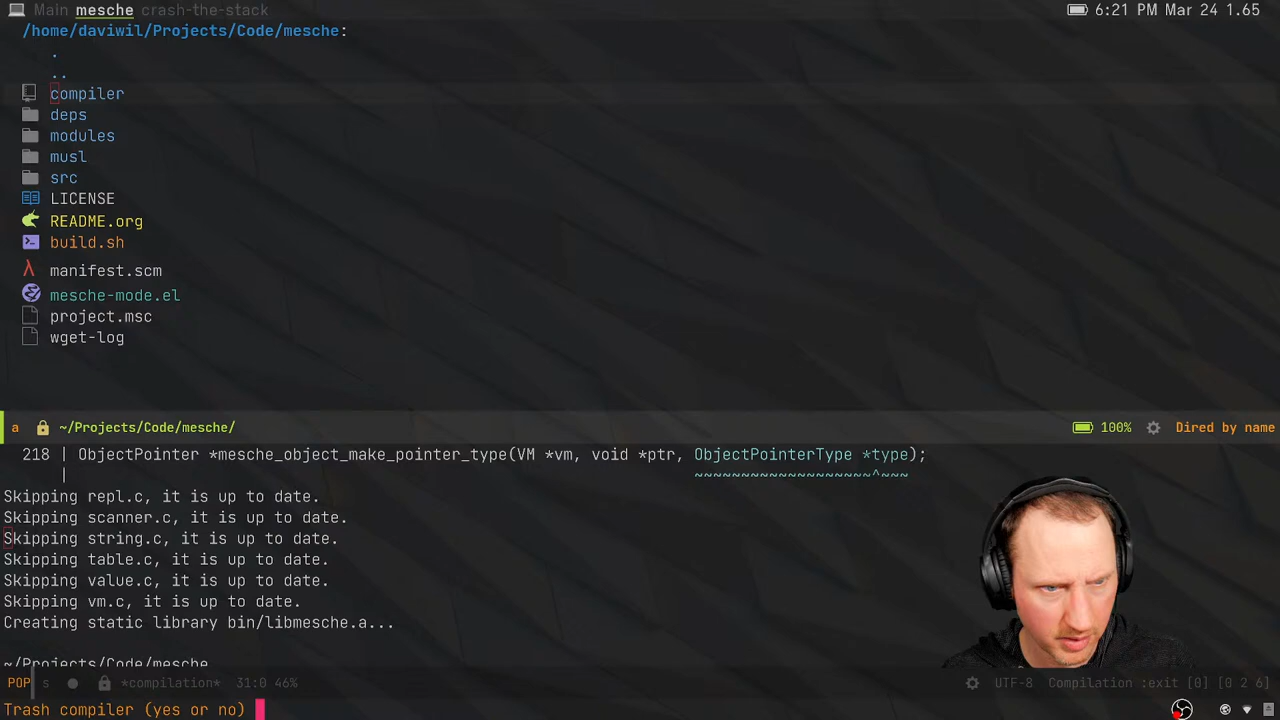 Main mesche crash-the-stack
6:21 PM Mar 24 1.65
/home/daviwil/Projects/Code/mesche:
.
..
compiler
deps
modules
musl
src
LICENSE
README.org
build.sh
manifest.scm
mesche-mode.el
project.msc
wget-log
a ~/Projects/Code/mesche/ 100% Dired by name
218 | ObjectPointer *mesche_object_make_pointer_type(VM *vm, void *ptr, ObjectPointerType *type);
| ~~~~~~~~~~~~~~~~~~~^~~~
Skipping repl.c, it is up to date.
Skipping scanner.c, it is up to date.
Skipping string.c, it is up to date.
Skipping table.c, it is up to date.
Skipping value.c, it is up to date.
Skipping vm.c, it is up to date.
Creating static library bin/libmesche.a...
~/Projects/Code/mesche
POP s *compilation* 31:0 46% UTF-8 Compilation :exit [0] [0 2 6]
Trash compiler (yes or no)